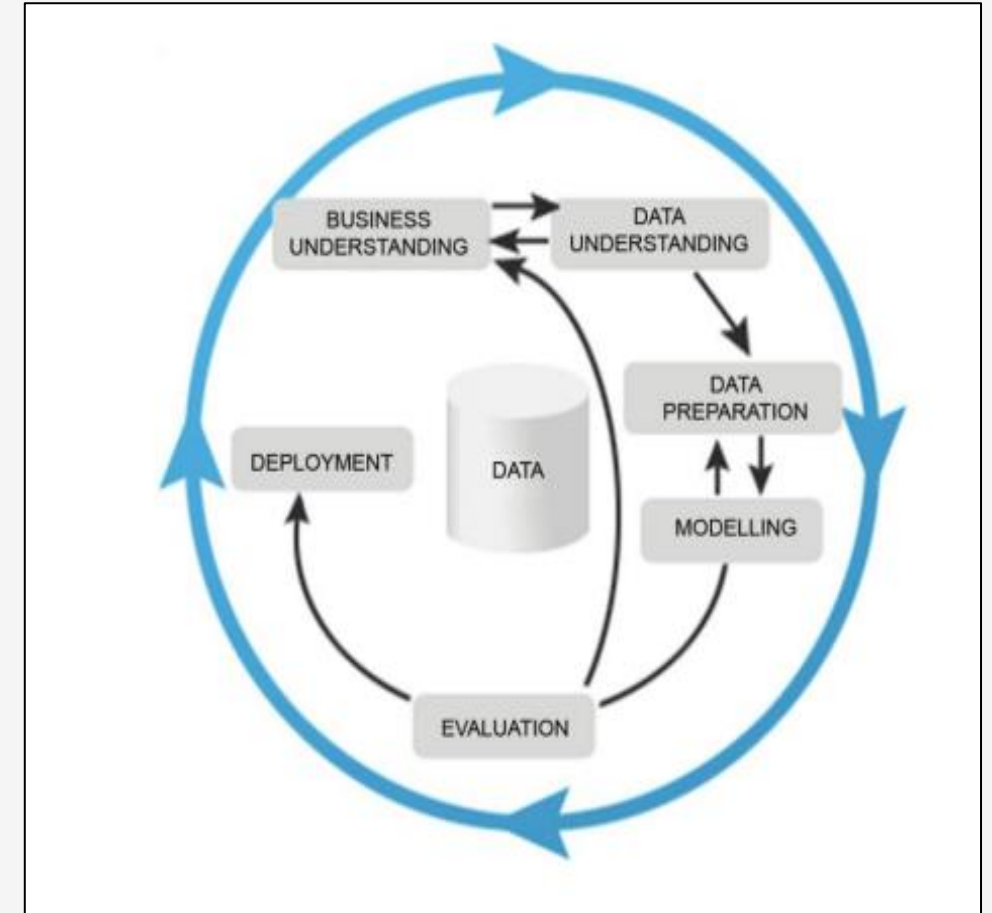 BUSINESS
UNDERSTANDING
DATA
UNDERSTANDING
DATA
PREPARATION
DEPLOYMENT
DATA
MODELLING
EVALUATION